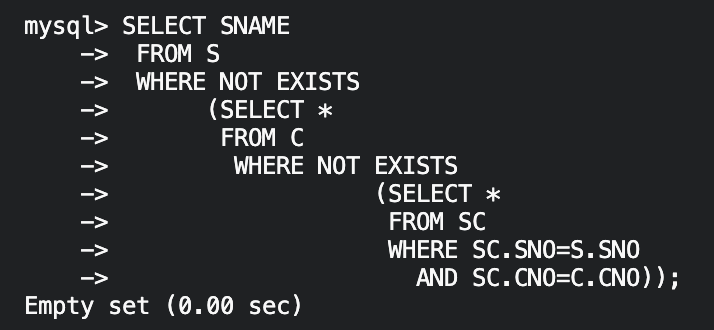 mysql> SELECT SNAME
    -> FROM S
    -> WHERE NOT EXISTS
    -> (SELECT *
    -> FROM C
    -> WHERE NOT EXISTS
    -> (SELECT *
    -> FROM SC
    -> WHERE SC.SNO=S.SNO
    -> AND SC.CNO=C.CNO));
Empty set (0.00 sec)